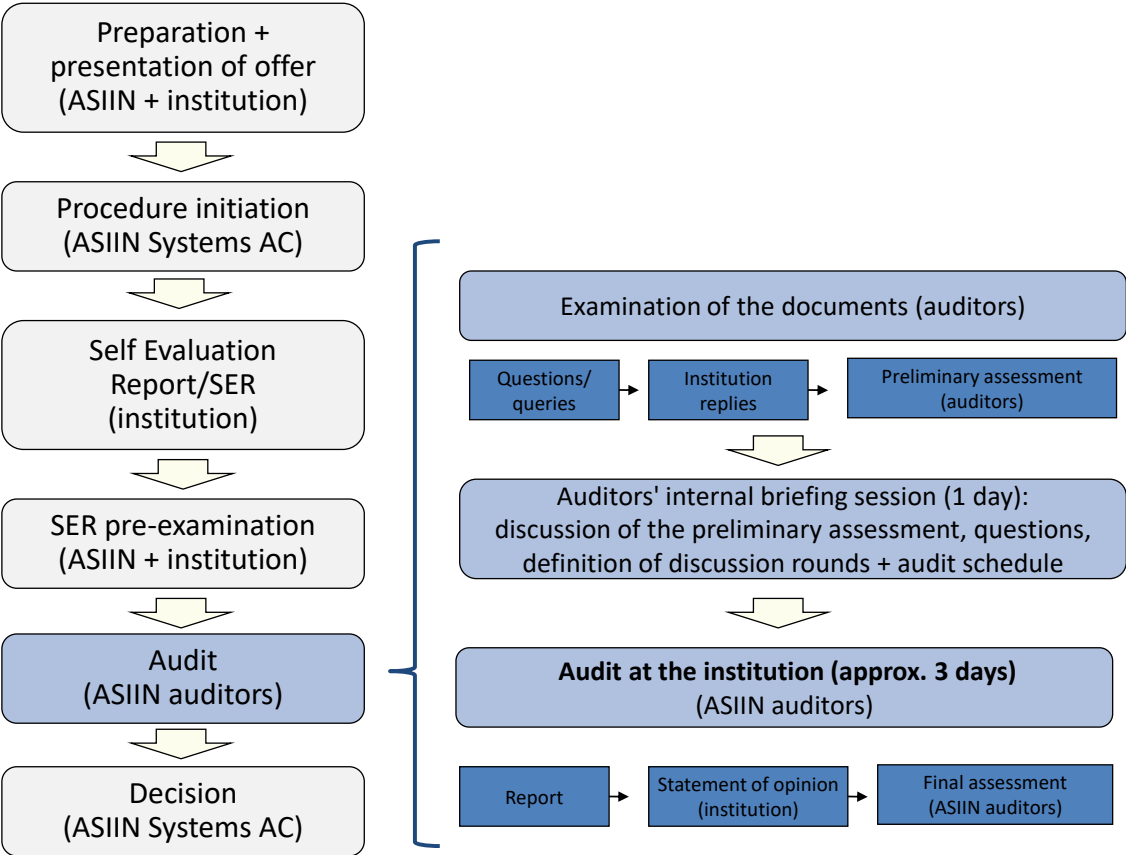 Preparation +
presentation of offer
(ASIIN + institution)
Procedure initiation
(ASIIN Systems AC)
Self Evaluation
Report/SER
(institution)
SER pre-examination
(ASIIN + institution)
Audit
(ASIIN auditors)
Decision
(ASIIN Systems AC)
Examination of the documents (auditors)
Questions/
queries
Institution
replies
Preliminary assessment
(auditors)
Auditors' internal briefing session (1 day):
discussion of the preliminary assessment, questions,
definition of discussion rounds + audit schedule
Audit at the institution (approx. 3 days)
(ASIIN auditors)
Report
Statement of opinion
(institution)
Final assessment
(ASIIN auditors)